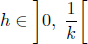 h ∈ ]0, 1/k[